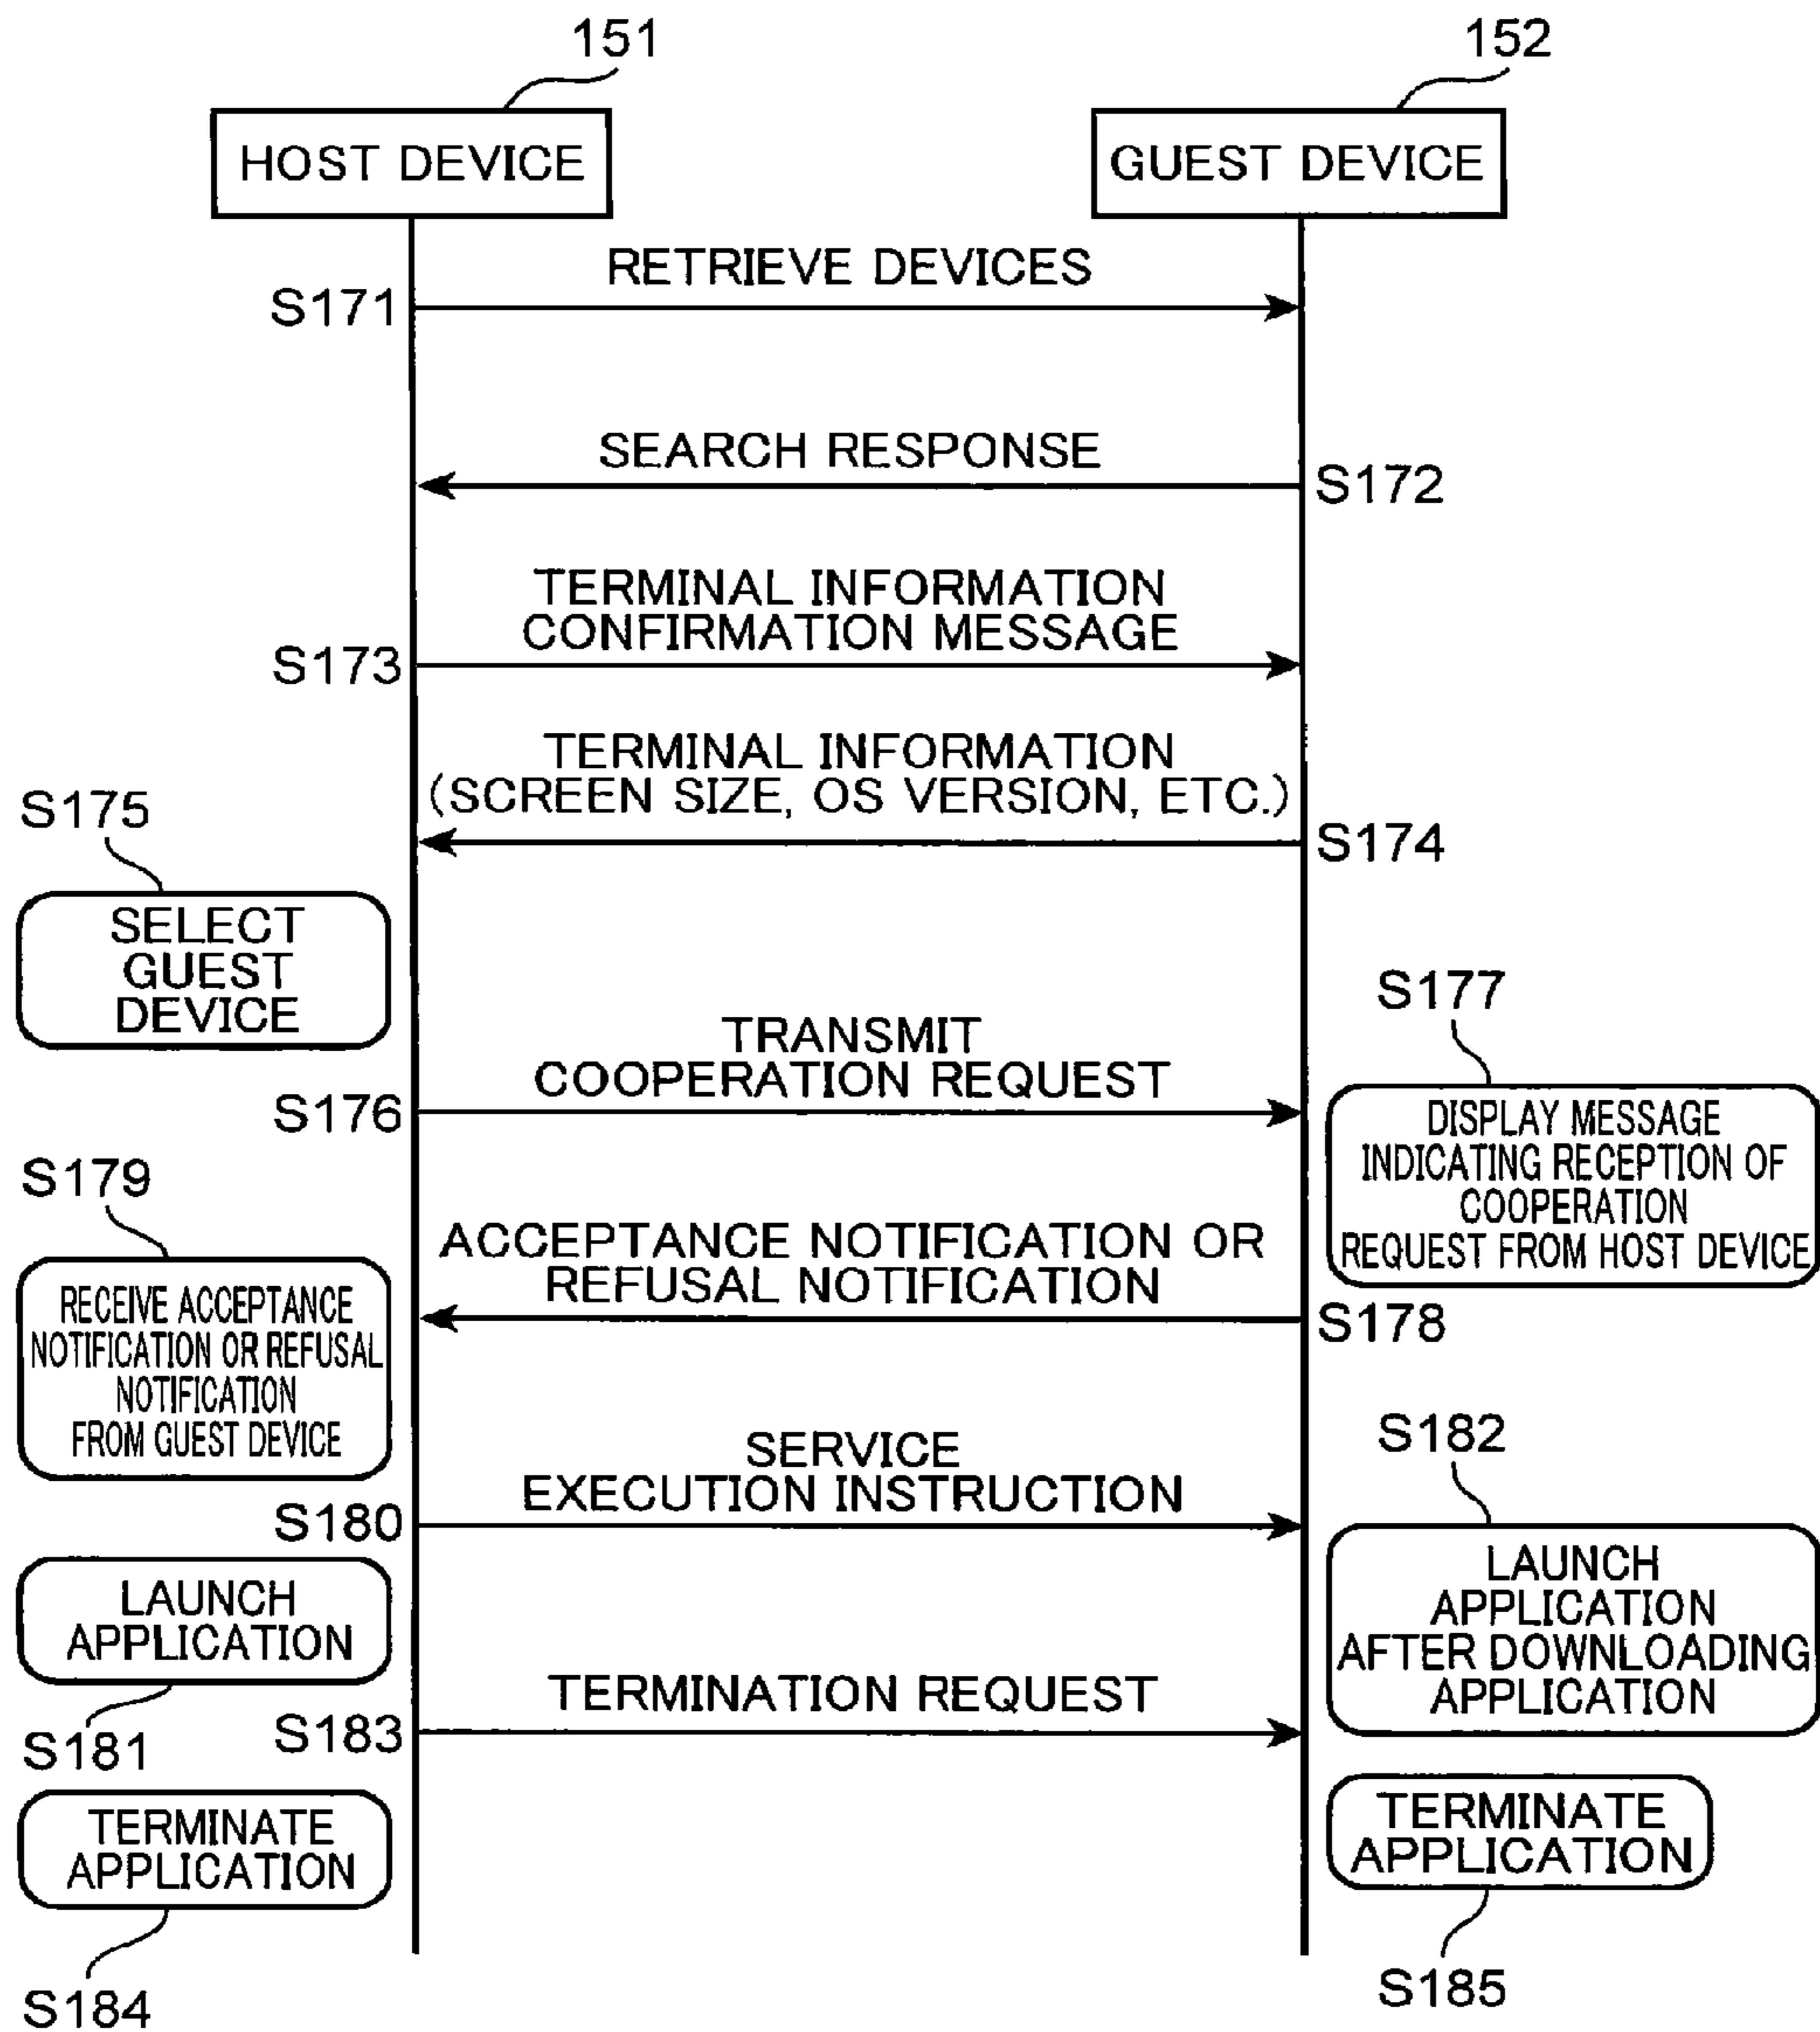 151
152
HOST DEVICE
GUEST DEVICE
RETRIEVE DEVICES
S171
SEARCH RESPONSE
S172
TERMINAL INFORMATION
CONFIRMATION MESSAGE
S173
TERMINAL INFORMATION
(SCREEN SIZE, OS VERSION, ETC.)
S174
S175
SELECT
GUEST
DEVICE
TRANSMIT
COOPERATION REQUEST
S176
S177
DISPLAY MESSAGE
INDICATING RECEPTION OF
COOPERATION
REQUEST FROM HOST DEVICE
ACCEPTANCE NOTIFICATION OR
REFUSAL NOTIFICATION
S178
S179
RECEIVE ACCEPTANCE
NOTIFICATION OR REFUSAL
NOTIFICATION
FROM GUEST DEVICE
SERVICE
EXECUTION INSTRUCTION
S180
LAUNCH
APPLICATION
S181
S182
LAUNCH
APPLICATION
AFTER DOWNLOADING
APPLICATION
TERMINATION REQUEST
S183
TERMINATE
APPLICATION
S184
TERMINATE
APPLICATION
S185